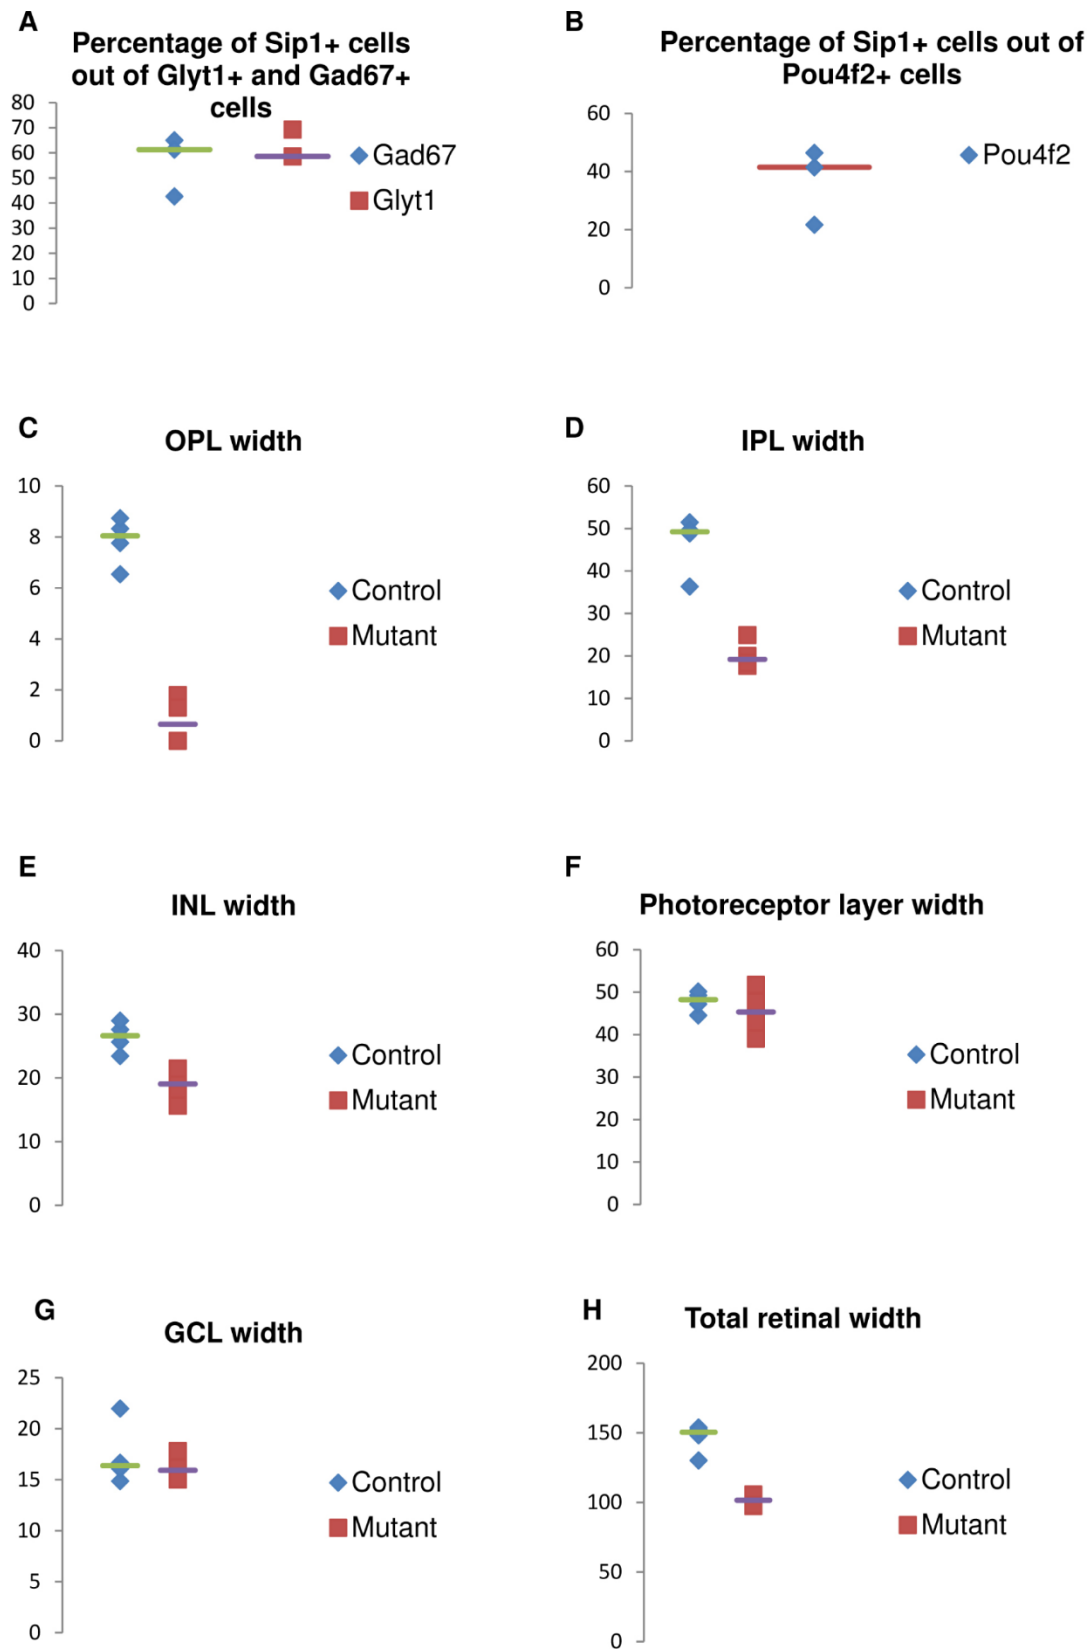 A
Percentage of Sip1+ cells
out of Glyt1+ and Gad67+
cells
80
70
60
50
40
30
20
20
10
0
Gad67
Glyt1
B
Percentage of Sip1+ cells out of
Pou4f2+ cells
60
40
20
0
Pou4f2
C
OPL width
10
8
6
4
2
0
Control
Mutant
D
IPL width
60
50
40
30
20
10
0
Control
Mutant
E
INL width
40
30
20
10
0
Control
Mutant
F
Photoreceptor layer width
60
50
40
30
20
10
0
Control
Mutant
G
GCL width
25
20
15
10
5
0
Control
Mutant
H
Total retinal width
200
150
100
50
0
Control
Mutant